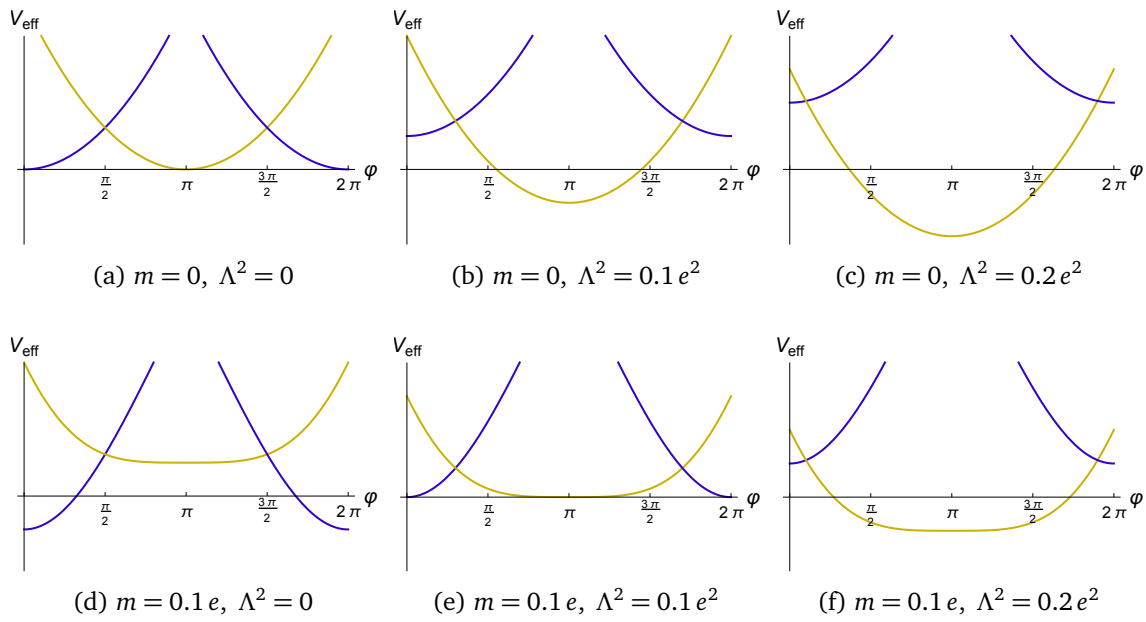 V_eff V_eff V_eff
π/2 π 3π/2 2π φ π/2 π 3π/2 2π φ π/2 π 3π/2 2π φ
(a) m = 0, Λ² = 0 (b) m = 0, Λ² = 0.1 e² (c) m = 0, Λ² = 0.2 e²
V_eff V_eff V_eff
π/2 π 3π/2 2π φ π/2 π 3π/2 2π φ π/2 π 3π/2 2π φ
(d) m = 0.1 e, Λ² = 0 (e) m = 0.1 e, Λ² = 0.1 e² (f) m = 0.1 e, Λ² = 0.2 e²